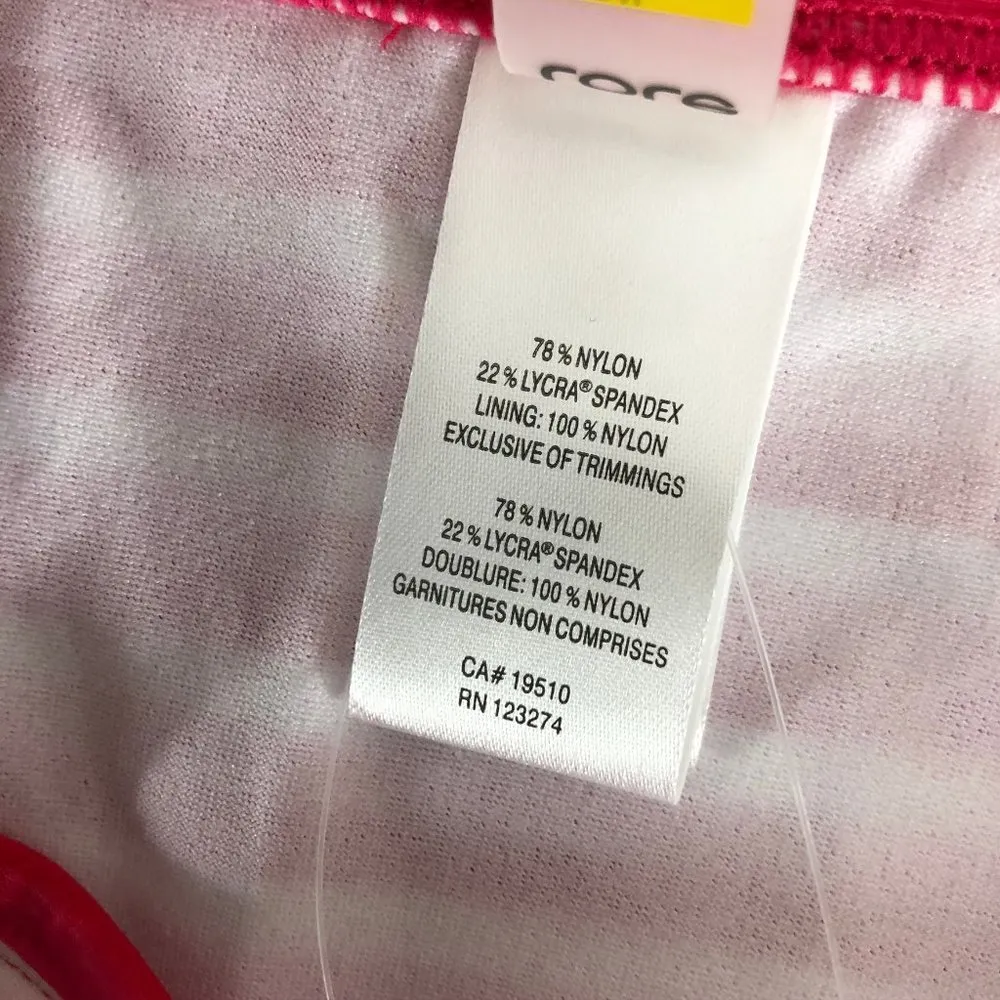 rore
78 % NYLON
22 % LYCRA® SPANDEX
LINING: 100 % NYLON
EXCLUSIVE OF TRIMMINGS
78 % NYLON
22 % LYCRA® SPANDEX
DOUBLURE: 100 % NYLON
GARNITURES NON COMPRISES
CA# 19510
RN 123274